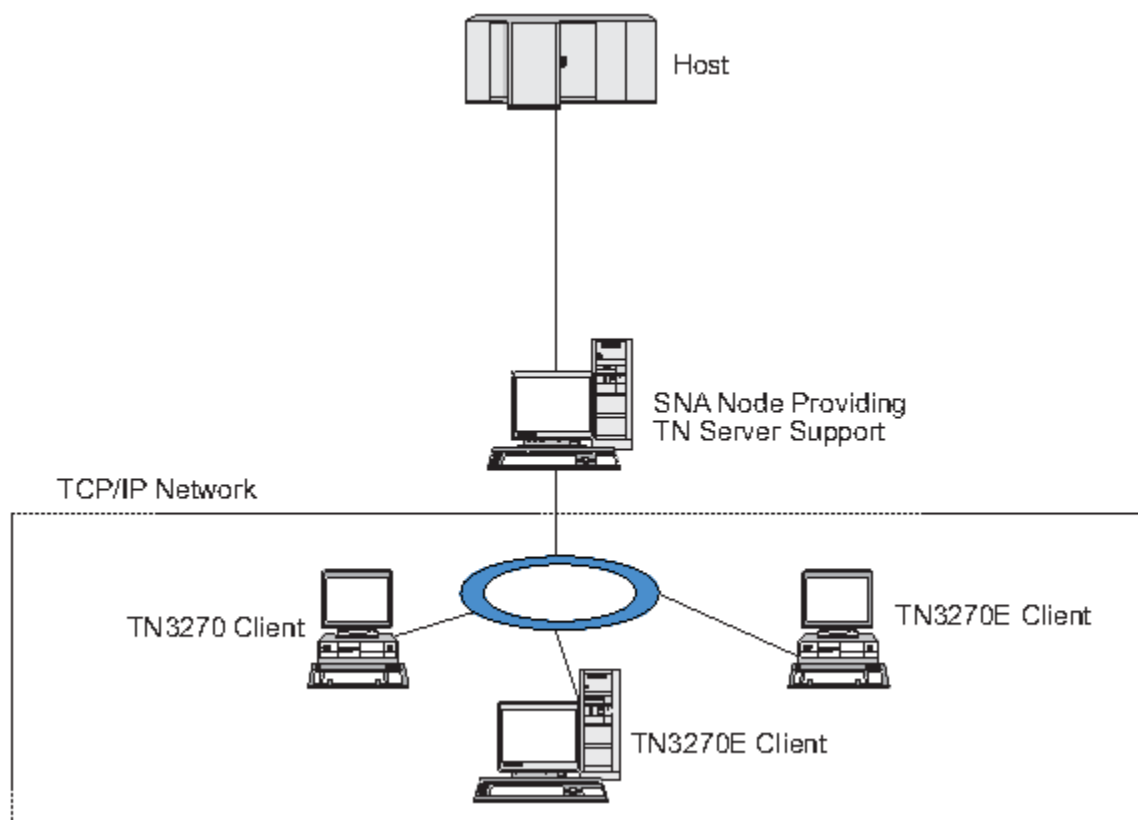 Host
SNA Node Providing
TN Server Support
TCP/IP Network
TN3270 Client
TN3270E Client
TN3270E Client